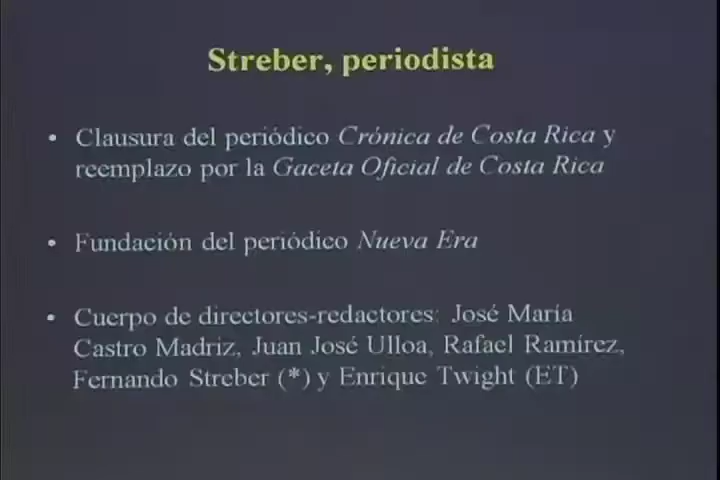 Streber, periodista
• Clausura del periódico Crónica de Costa Rica y
reemplazo por la Gaceta Oficial de Costa Rica
• Fundación del periódico Nueva Era
• Cuerpo de directores-redactores: José María
Castro Madriz, Juan José Ulloa, Rafael Ramírez,
Fernando Streber (*) y Enrique Twight (ET)